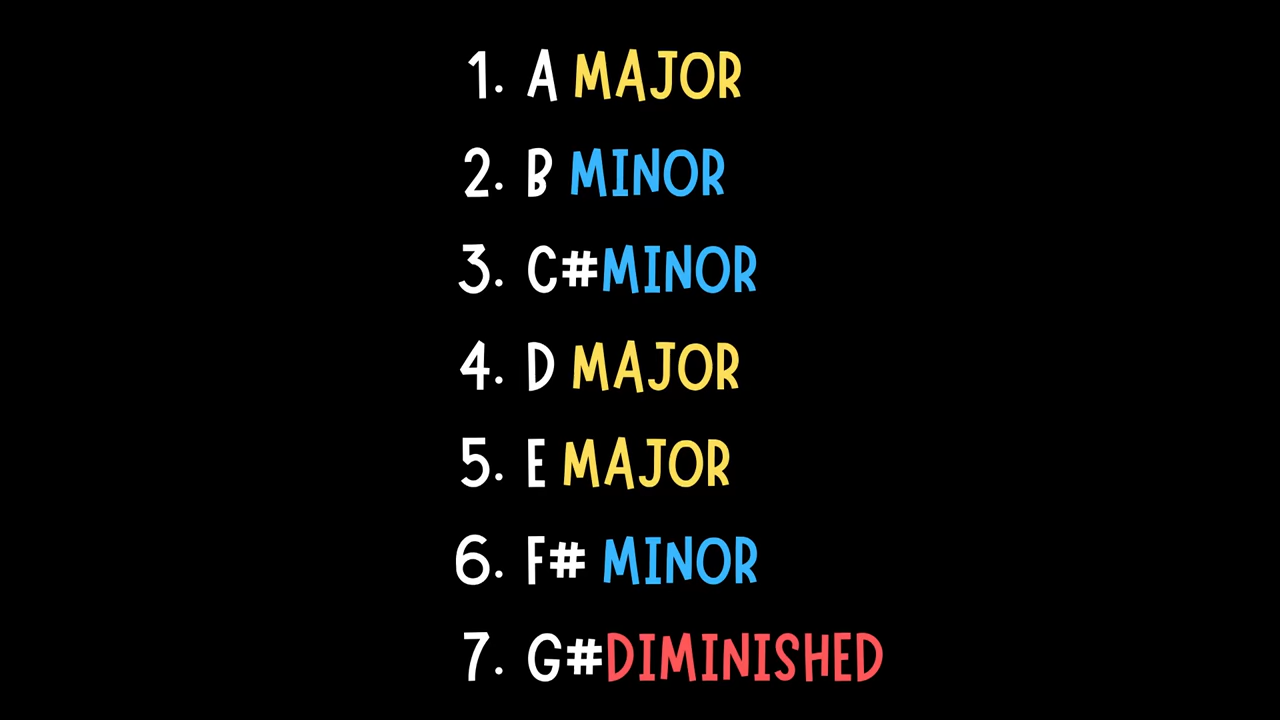 1. A MAJOR
2. B MINOR
3. C#MINOR
4. D MAJOR
5. E MAJOR
6. F# MINOR
7. G#DIMINISHED